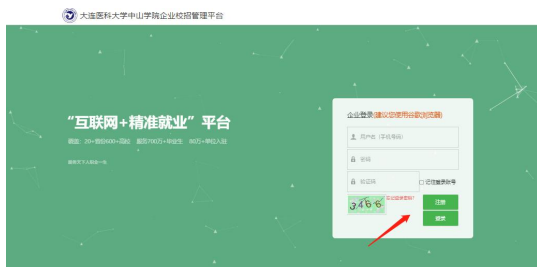 大连医科大学中山学院企业校招管理平台
“互联网+精准就业”平台
企业登录(建议您使用谷歌浏览器)
用户名（手机号码）
密码
验证码
记住登录账号
忘记登录密码?
注册
登录